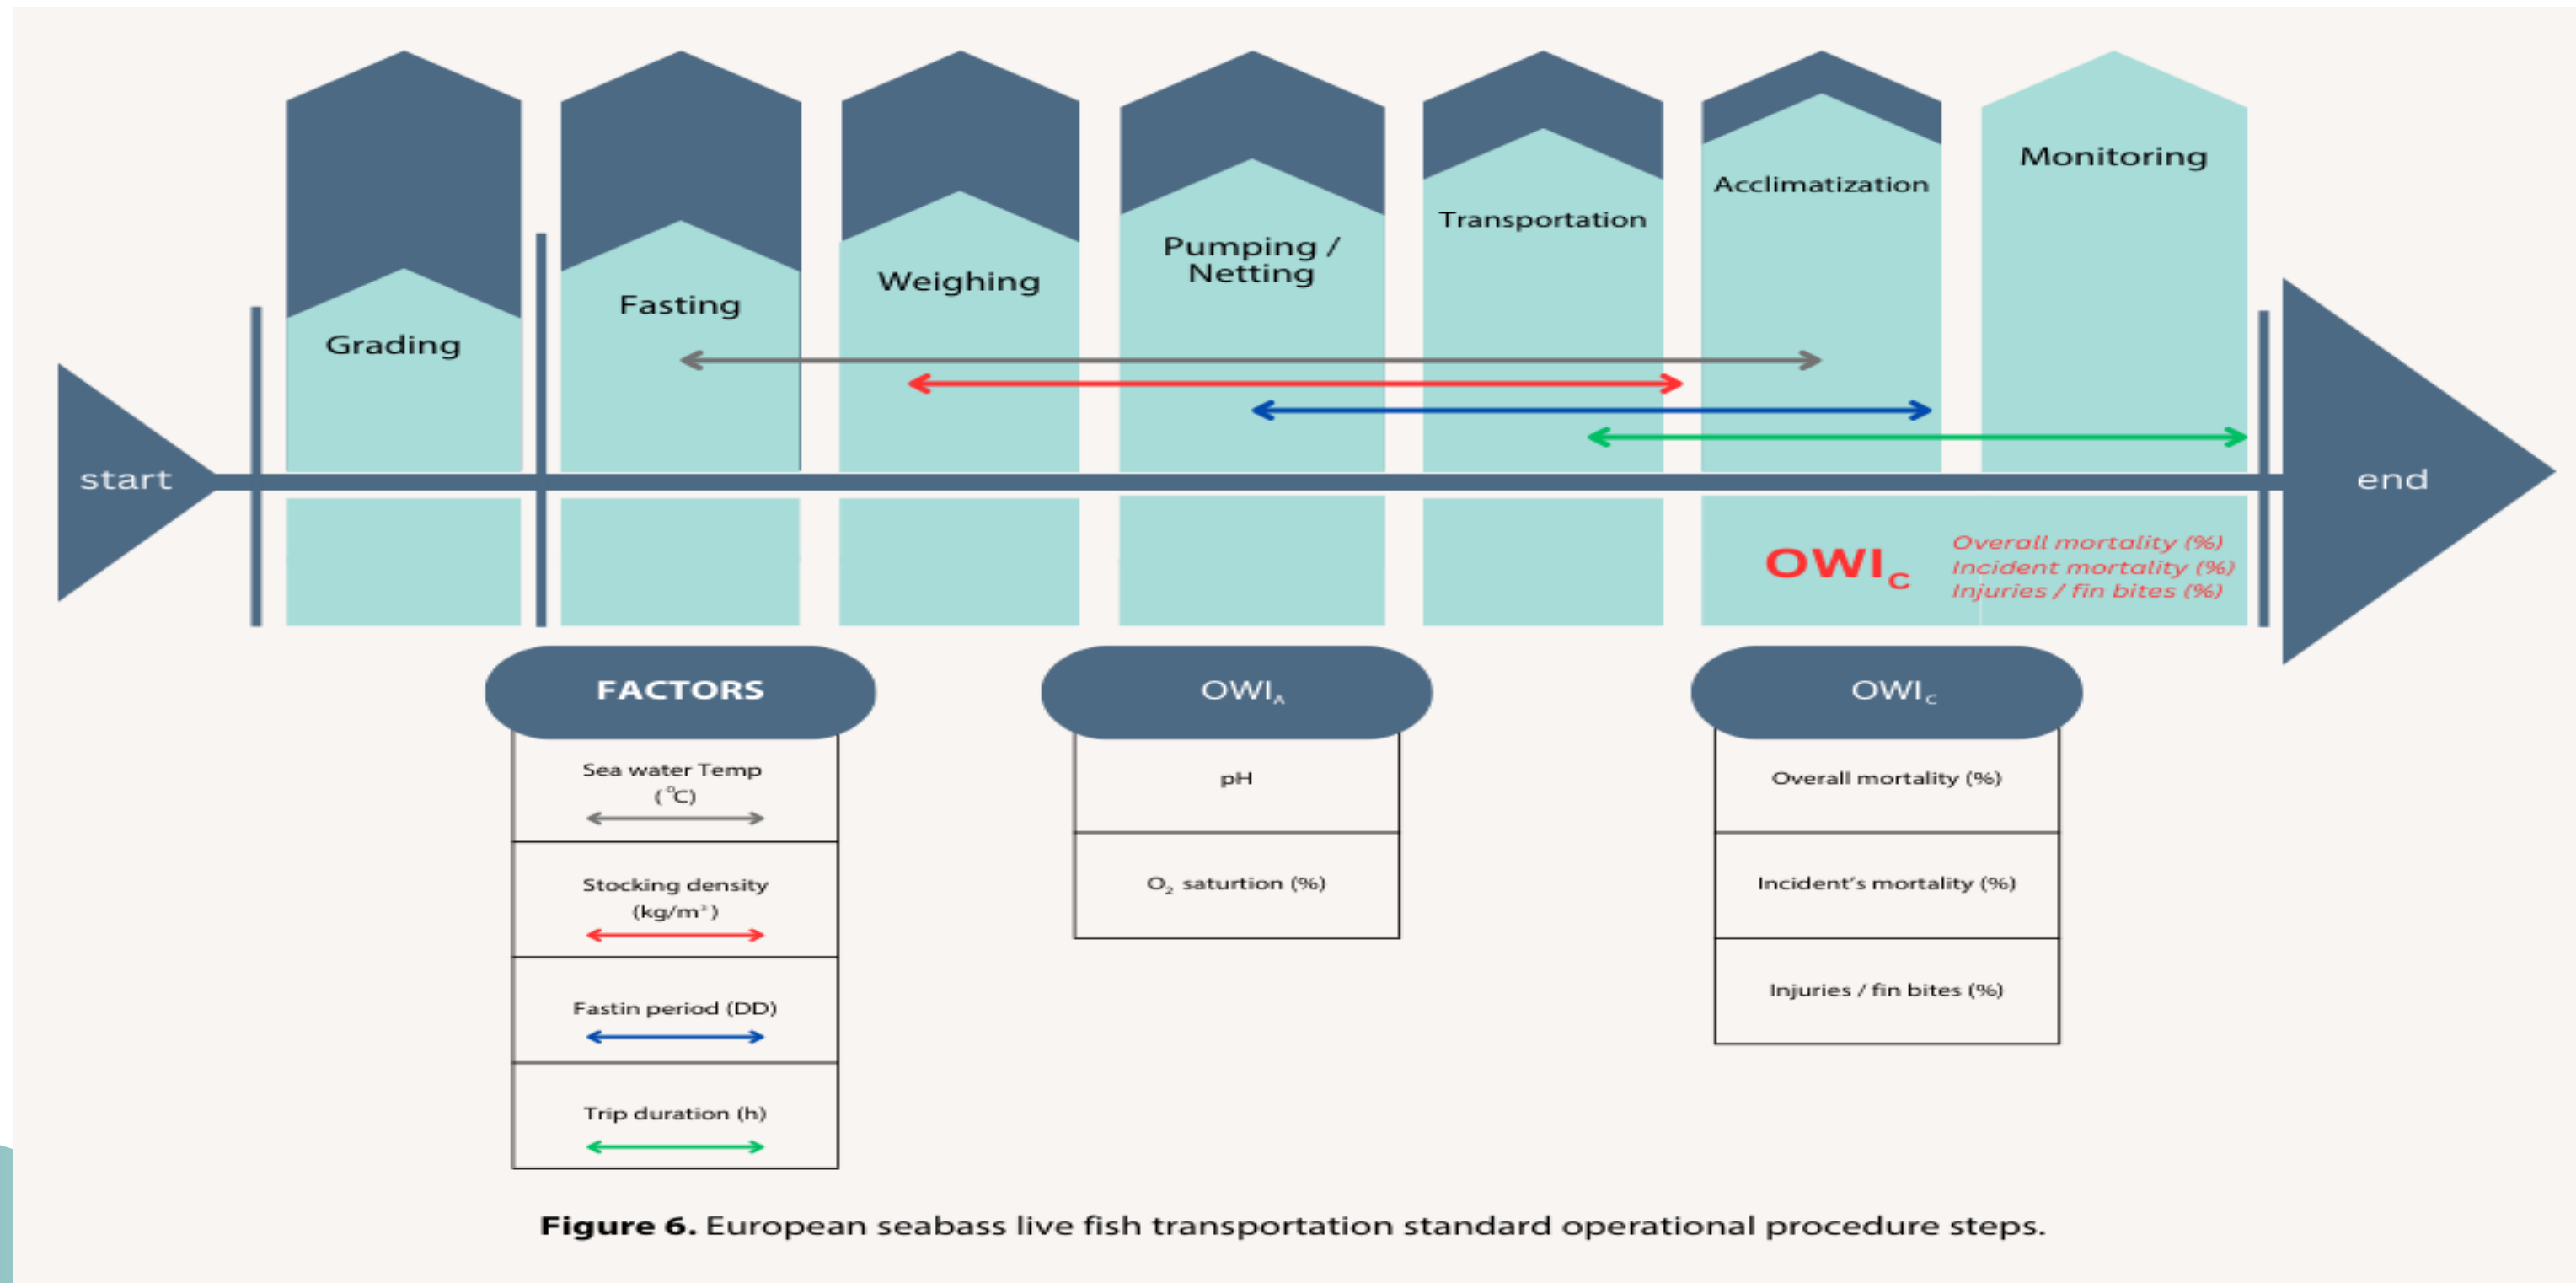 Grading
Fasting
Weighing
Pumping /
Netting
Transportation
Acclimatization
Monitoring
start
end
OWIC
Overall mortality (%)
Incident mortality (%)
Injuries / fin bites (%)
FACTORS
Sea water Temp
(°C)
Stocking density
(kg/m³)
Fastin period (DD)
Trip duration (h)
OWIA
pH
O₂ saturtion (%)
OWIC
Overall mortality (%)
Incident's mortality (%)
Injuries / fin bites (%)
Figure 6. European seabass live fish transportation standard operational procedure steps.